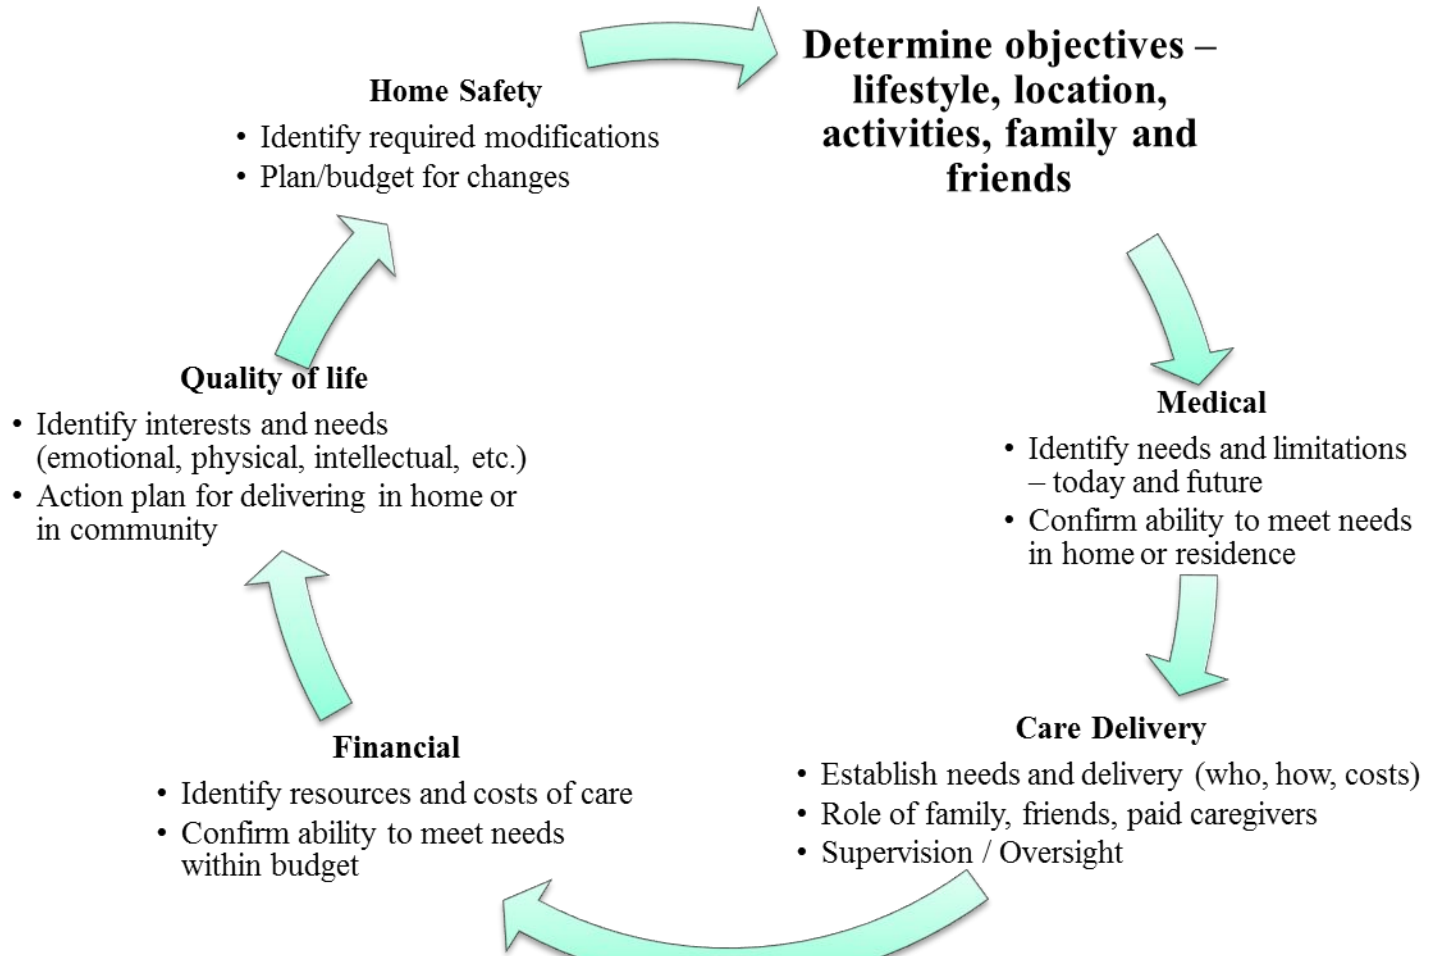 Determine objectives –
lifestyle, location,
activities, family and
friends
Medical
• Identify needs and limitations
– today and future
• Confirm ability to meet needs
in home or residence
Care Delivery
• Establish needs and delivery (who, how, costs)
• Role of family, friends, paid caregivers
• Supervision / Oversight
Financial
• Identify resources and costs of care
• Confirm ability to meet needs
within budget
Quality of life
• Identify interests and needs
(emotional, physical, intellectual, etc.)
• Action plan for delivering in home or
in community
Home Safety
• Identify required modifications
• Plan/budget for changes